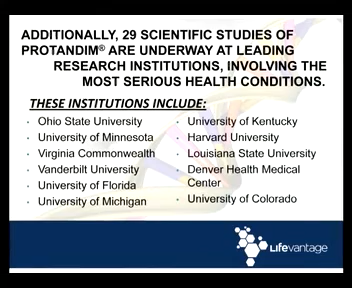 ADDITIONALLY, 29 SCIENTIFIC STUDIES OF
PROTANDIM® ARE UNDERWAY AT LEADING
RESEARCH INSTITUTIONS, INVOLVING THE
MOST SERIOUS HEALTH CONDITIONS.
THESE INSTITUTIONS INCLUDE:
· Ohio State University
· University of Minnesota
· Virginia Commonwealth
· Vanderbilt University
· University of Florida
· University of Michigan
· University of Kentucky
· Harvard University
· Louisiana State University
· Denver Health Medical
Center
· University of Colorado
Lifevantage